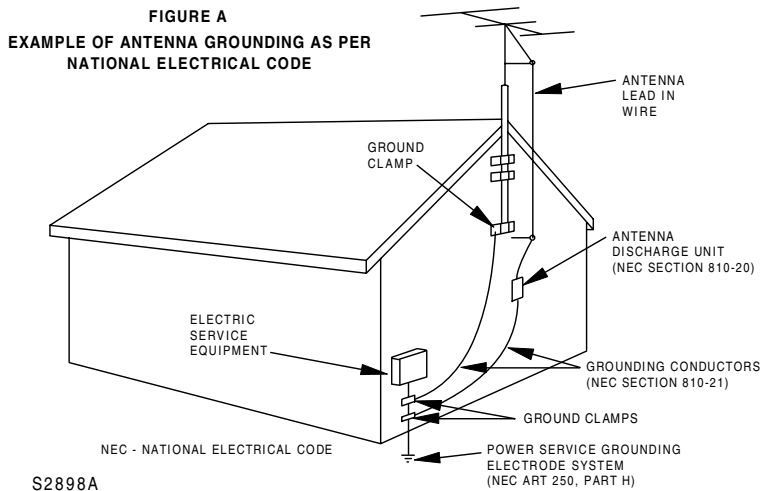 FIGURE A
EXAMPLE OF ANTENNA GROUNDING AS PER
NATIONAL ELECTRICAL CODE
ANTENNA
LEAD IN
WIRE
GROUND
CLAMP
ANTENNA
DISCHARGE UNIT
(NEC SECTION 810-20)
ELECTRIC
SERVICE
EQUIPMENT
GROUNDING CONDUCTORS
(NEC SECTION 810-21)
GROUND CLAMPS
NEC - NATIONAL ELECTRICAL CODE
POWER SERVICE GROUNDING
ELECTRODE SYSTEM
(NEC ART 250, PART H)
S2898A